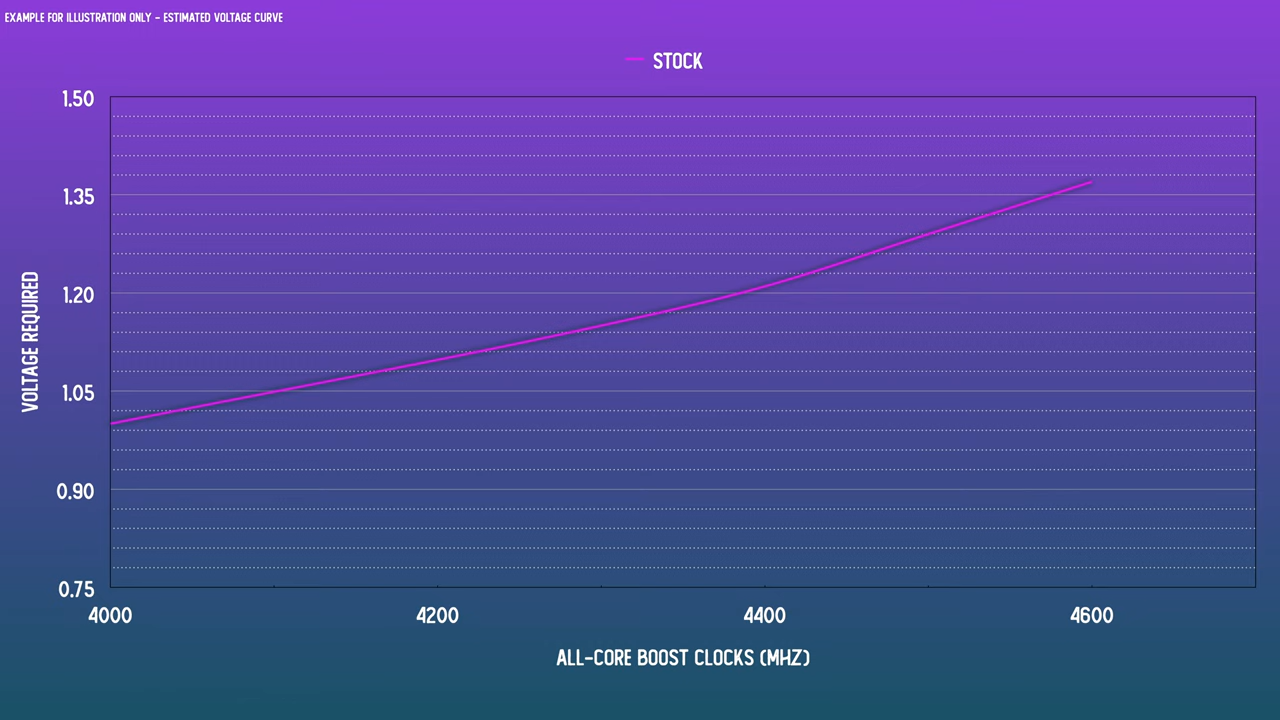 EXAMPLE FOR ILLUSTRATION ONLY - ESTIMATED VOLTAGE CURVE
STOCK
1.50
1.35
1.20
1.05
0.90
0.75
VOLTAGE REQUIRED
4000
4200
4400
4600
ALL-CORE BOOST CLOCKS (MHZ)